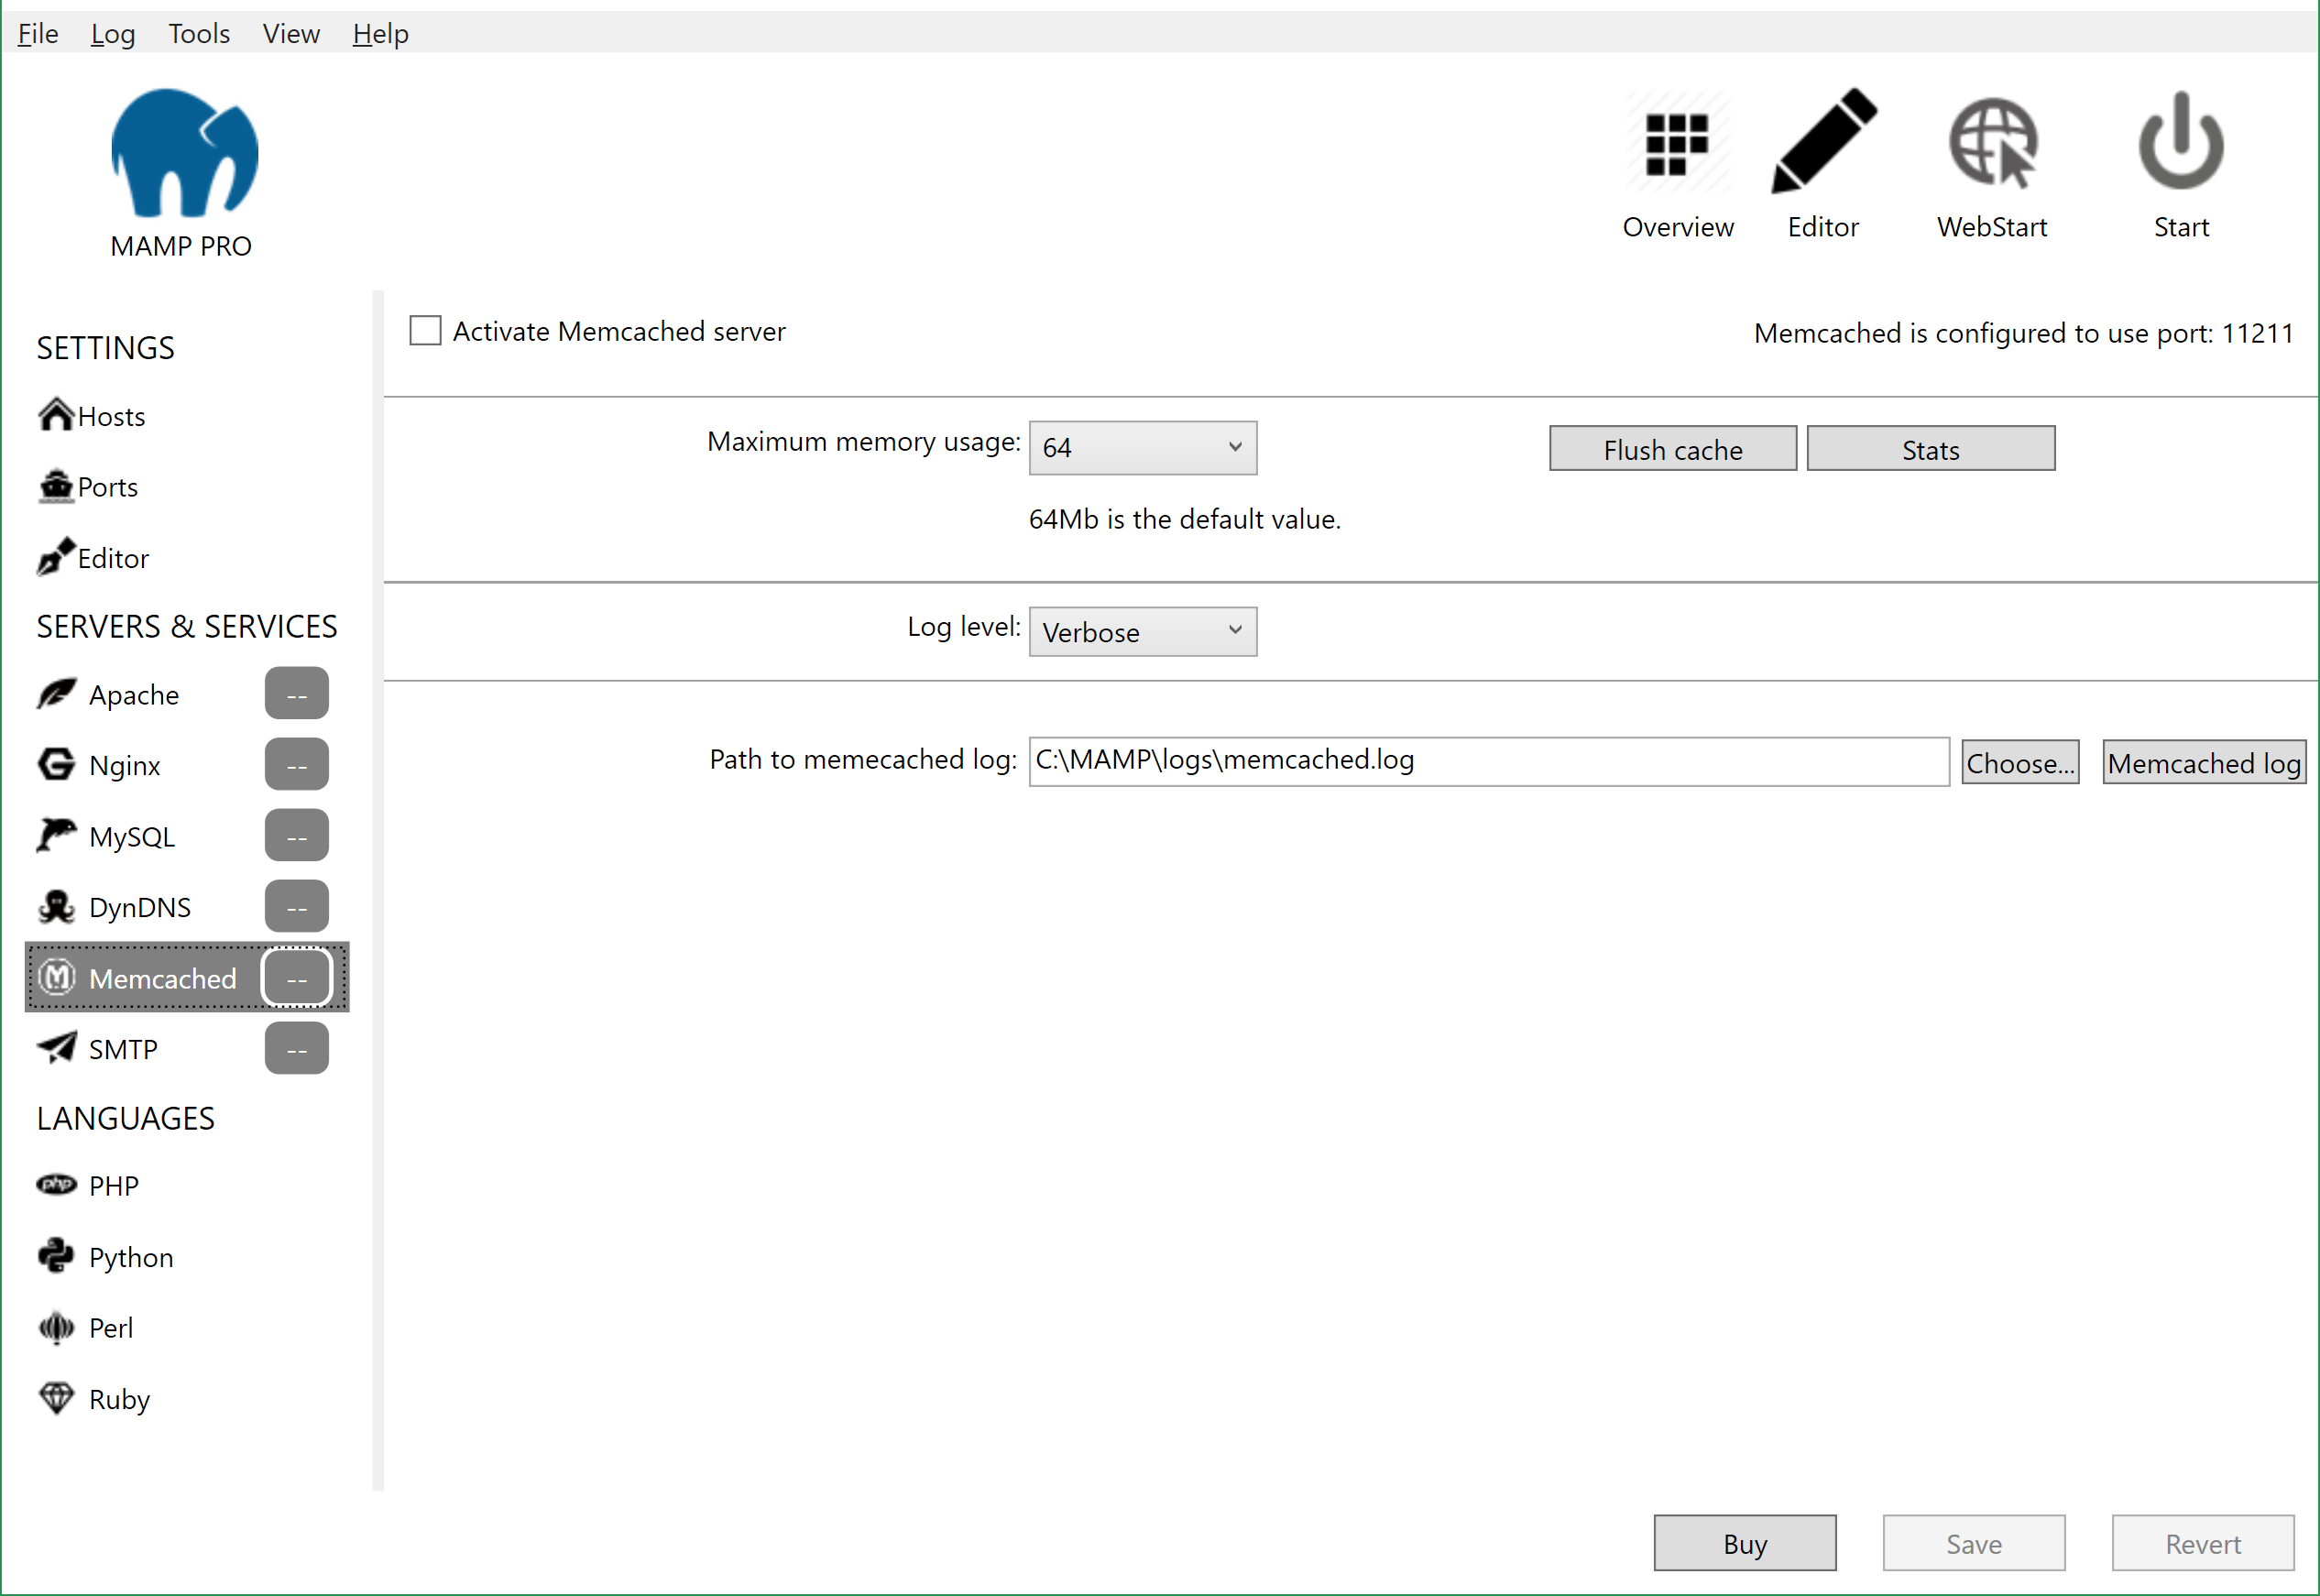 File Log Tools View Help
MAMP PRO
Overview Editor WebStart Start
SETTINGS
Hosts
Ports
Editor
SERVERS & SERVICES
Apache --
Nginx --
MySQL --
DynDNS --
Memcached --
SMTP --
LANGUAGES
php PHP
Python
Perl
Ruby
Activate Memcached server Memcached is configured to use port: 11211
Maximum memory usage: 64 Flush cache Stats
64Mb is the default value.
Log level: Verbose
Path to memecached log: C:\MAMP\logs\memcached.log Choose... Memcached log
Buy Save Revert